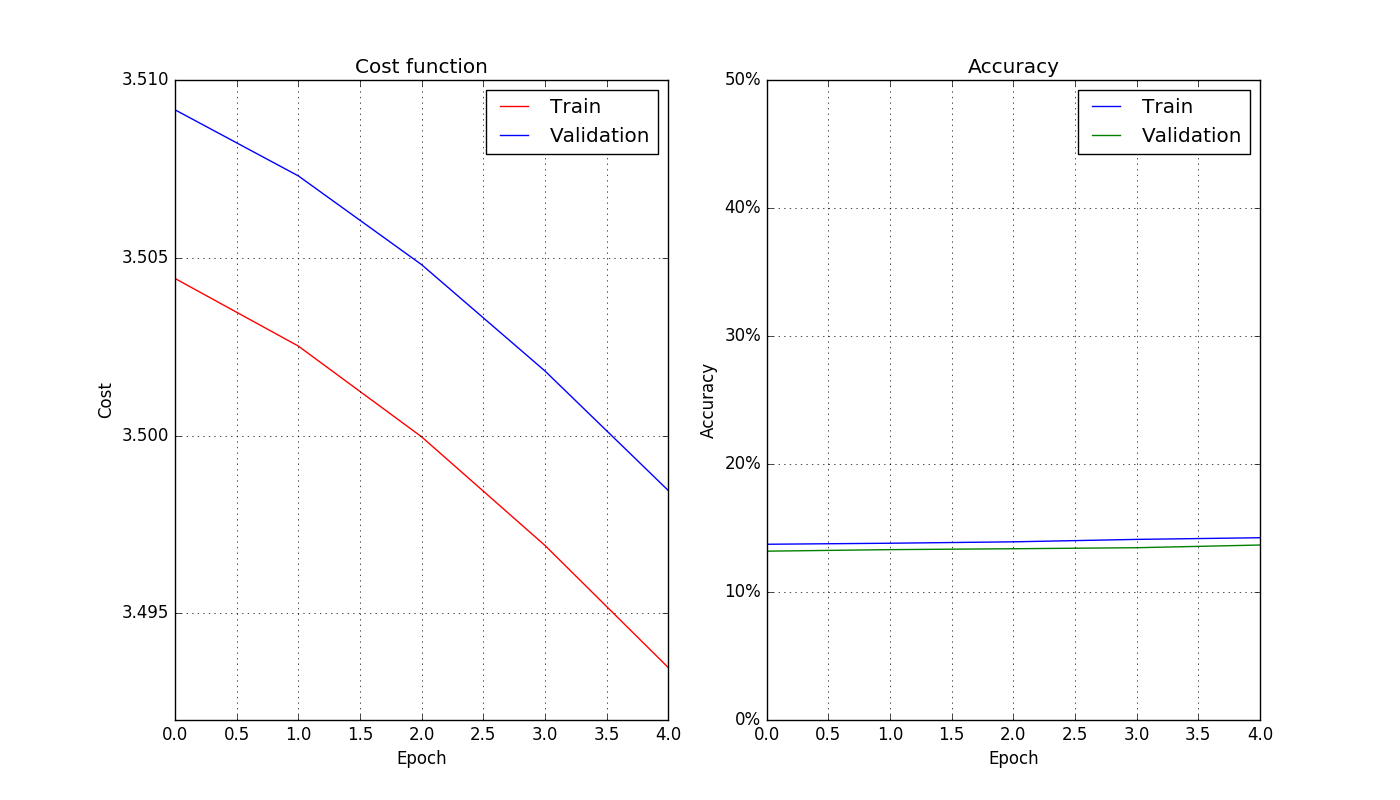 Cost function
3.510
3.505
3.500
3.495
Cost
0.0 0.5 1.0 1.5 2.0 2.5 3.0 3.5 4.0
Epoch
Train
Validation
Accuracy
50%
40%
30%
20%
10%
0%
Accuracy
0.0 0.5 1.0 1.5 2.0 2.5 3.0 3.5 4.0
Epoch
Train
Validation